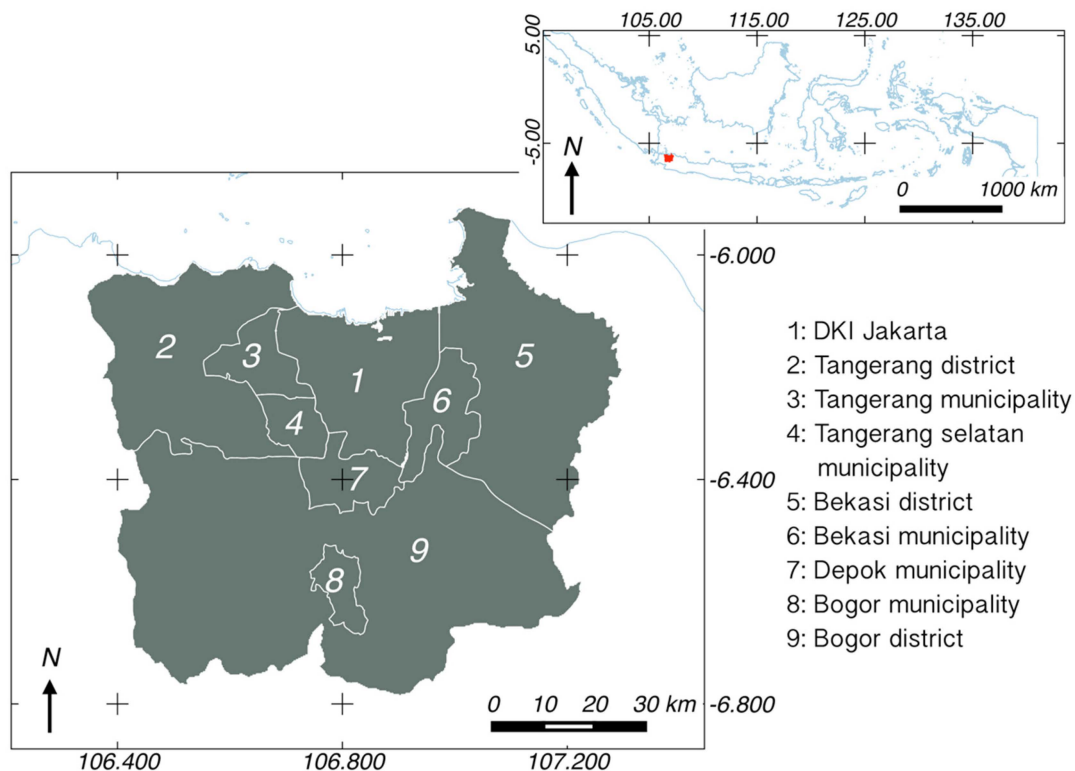 105.00 115.00 125.00 135.00
5.00
-5.00
N
0 1000 km
-6.000
-6.400
-6.800
2
3
1
5
4
6
7
9
8
N
0 10 20 30 km
106.400 106.800 107.200
1: DKI Jakarta
2: Tangerang district
3: Tangerang municipality
4: Tangerang selatan
municipality
5: Bekasi district
6: Bekasi municipality
7: Depok municipality
8: Bogor municipality
9: Bogor district